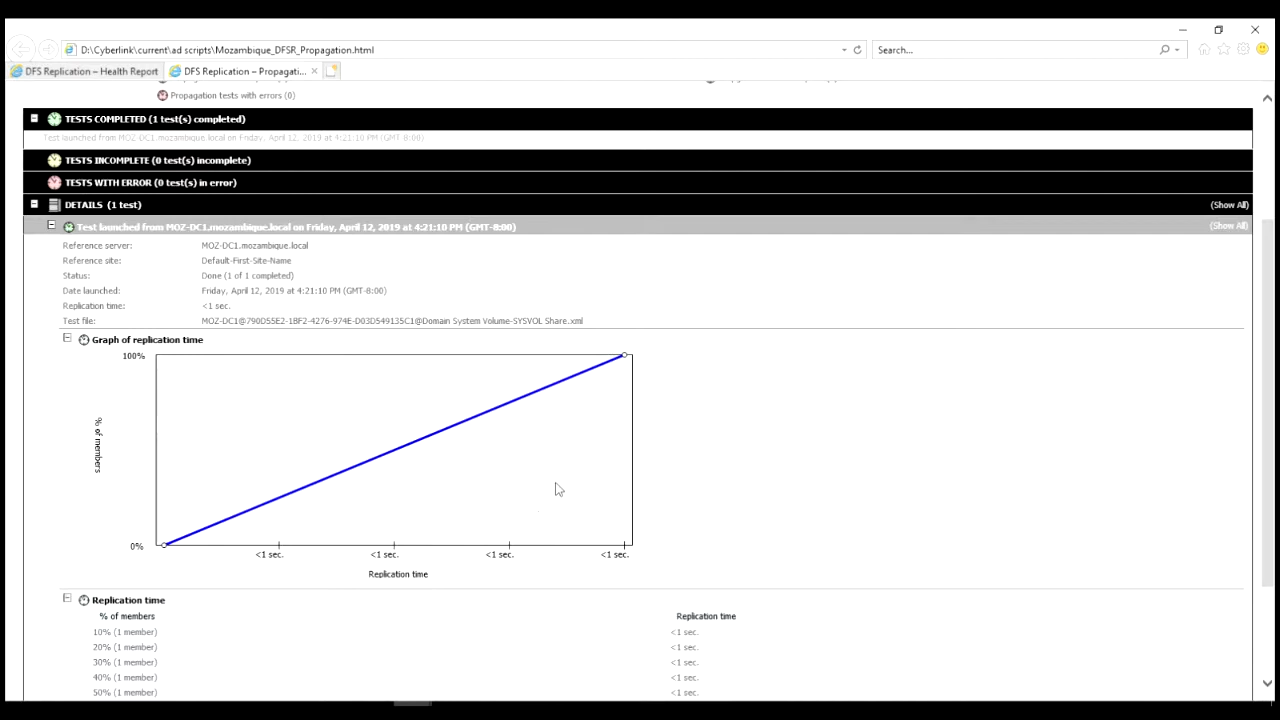 D:\Cyberlink\current\ad scripts\Mozambique_DFSR_Propagation.html
Search...
DFS Replication – Health Report
DFS Replication – Propagati...
Propagation tests with errors (0)
TESTS COMPLETED (1 test(s) completed)
Test launched from MOZ-DC1.mozambique.local on Friday, April 12, 2019 at 4:21:10 PM (GMT-8:00)
TESTS INCOMPLETE (0 test(s) incomplete)
TESTS WITH ERROR (0 test(s) in error)
DETAILS (1 test) (Show All)
Test launched from MOZ-DC1.mozambique.local on Friday, April 12, 2019 at 4:21:10 PM (GMT-8:00) (Show All)
Reference server: MOZ-DC1.mozambique.local
Reference site: Default-First-Site-Name
Status: Done (1 of 1 completed)
Date launched: Friday, April 12, 2019 at 4:21:10 PM (GMT-8:00)
Replication time: <1 sec.
Test file: MOZ-DC1@790D55E2-1BF2-4276-974E-D03D549135C1@Domain System Volume-SYSVOL Share.xml
Graph of replication time
100%
% of members
0%
<1 sec. <1 sec. <1 sec. <1 sec.
Replication time
Replication time
% of members Replication time
10% (1 member) <1 sec.
20% (1 member) <1 sec.
30% (1 member) <1 sec.
40% (1 member) <1 sec.
50% (1 member) <1 sec.